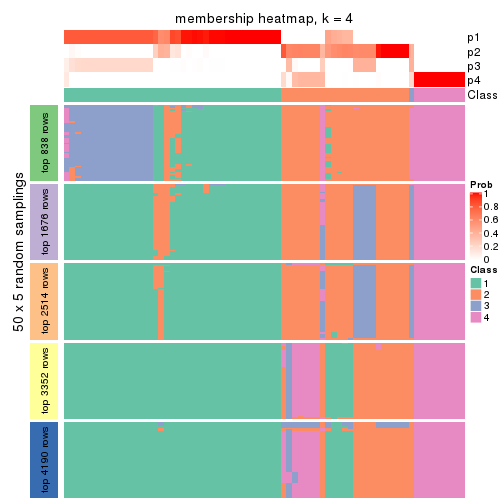 membership heatmap, k = 4
p1
p2
p3
p4
Class
50 x 5 random samplings
top 838 rows
top 1676 rows
top 2514 rows
top 3352 rows
top 4190 rows
Prob
1
0.8
0.6
0.4
0.2
0
Class
1
2
3
4